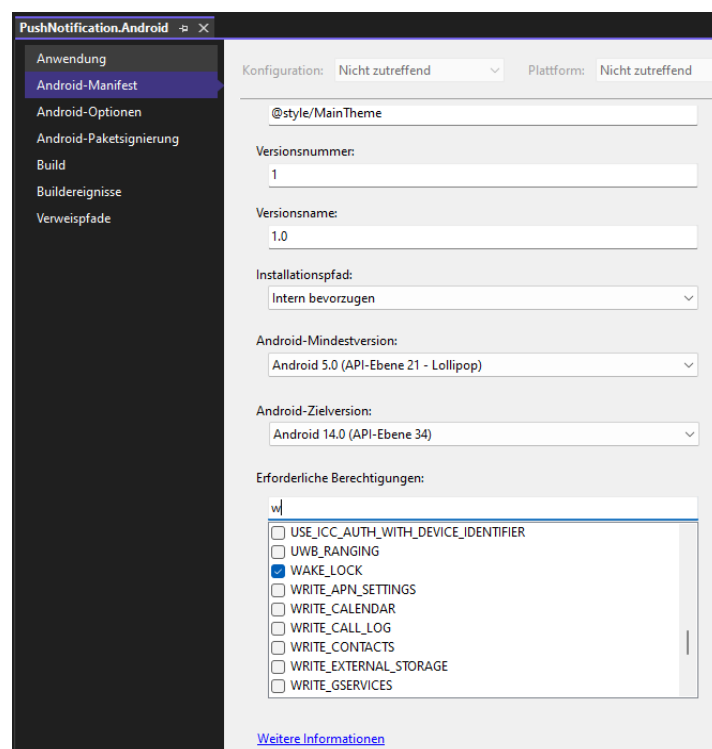 PushNotification.Android
Anwendung
Android-Manifest
Android-Optionen
Android-Paketsignierung
Build
Buildereignisse
Verweispfade
Konfiguration: Nicht zutreffend Plattform: Nicht zutreffend
@style/MainTheme
Versionsnummer:
1
Versionsname:
1.0
Installationspfad:
Intern bevorzugen
Android-Mindestversion:
Android 5.0 (API-Ebene 21 - Lollipop)
Android-Zielversion:
Android 14.0 (API-Ebene 34)
Erforderliche Berechtigungen:
w
USE_ICC_AUTH_WITH_DEVICE_IDENTIFIER
UWB_RANGING
WAKE_LOCK
WRITE_APN_SETTINGS
WRITE_CALENDAR
WRITE_CALL_LOG
WRITE_CONTACTS
WRITE_EXTERNAL_STORAGE
WRITE_GSERVICES
Weitere Informationen